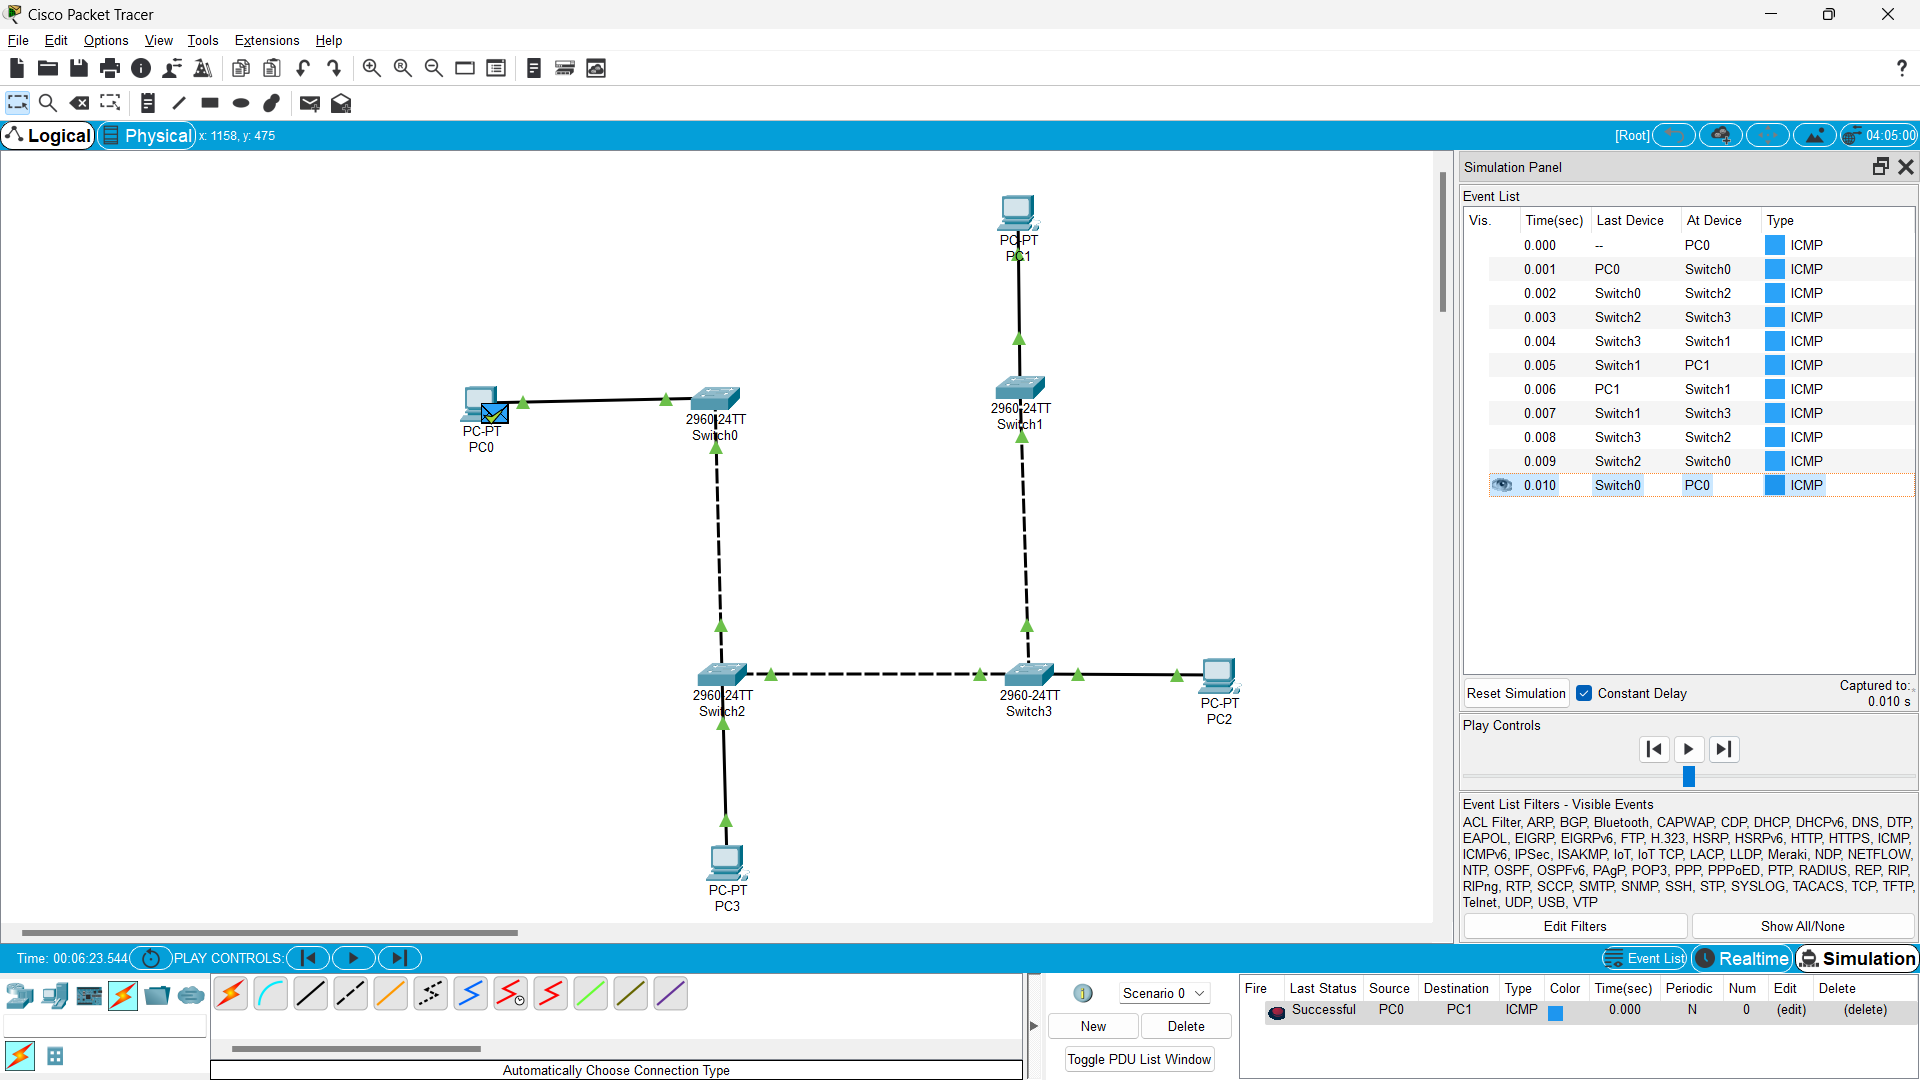 Cisco Packet Tracer
File Edit Options View Tools Extensions Help
Logical Physical x: 1158, y: 475 [Root] 04:05:00
PC-PT
PC1
PC-PT
PC0
2960-24TT
Switch0
2960-24TT
Switch1
2960-24TT
Switch2
2960-24TT
Switch3
PC-PT
PC2
PC-PT
PC3
Simulation Panel
Event List
Vis. Time(sec) Last Device At Device Type
0.000 -- PC0 ICMP
0.001 PC0 Switch0 ICMP
0.002 Switch0 Switch2 ICMP
0.003 Switch2 Switch3 ICMP
0.004 Switch3 Switch1 ICMP
0.005 Switch1 PC1 ICMP
0.006 PC1 Switch1 ICMP
0.007 Switch1 Switch3 ICMP
0.008 Switch3 Switch2 ICMP
0.009 Switch2 Switch0 ICMP
0.010 Switch0 PC0 ICMP
Reset Simulation Constant Delay Captured to:
0.010 s
Play Controls
Event List Filters - Visible Events
ACL Filter, ARP, BGP, Bluetooth, CAPWAP, CDP, DHCP, DHCPv6, DNS, DTP,
EAPOL, EIGRP, EIGRPv6, FTP, H.323, HSRP, HSRPv6, HTTP, HTTPS, ICMP,
ICMPv6, IPSec, ISAKMP, IoT, IoT TCP, LACP, LLDP, Meraki, NDP, NETFLOW,
NTP, OSPF, OSPFv6, PAgP, POP3, PPP, PPPoED, PTP, RADIUS, REP, RIP,
RIPng, RTP, SCCP, SMTP, SNMP, SSH, STP, SYSLOG, TACACS, TCP, TFTP,
Telnet, UDP, USB, VTP
Edit Filters Show All/None
Time: 00:06:23.544 PLAY CONTROLS: Event List Realtime Simulation
Scenario 0
New Delete
Toggle PDU List Window
Fire Last Status Source Destination Type Color Time(sec) Periodic Num Edit Delete
Successful PC0 PC1 ICMP 0.000 N 0 (edit) (delete)
Automatically Choose Connection Type